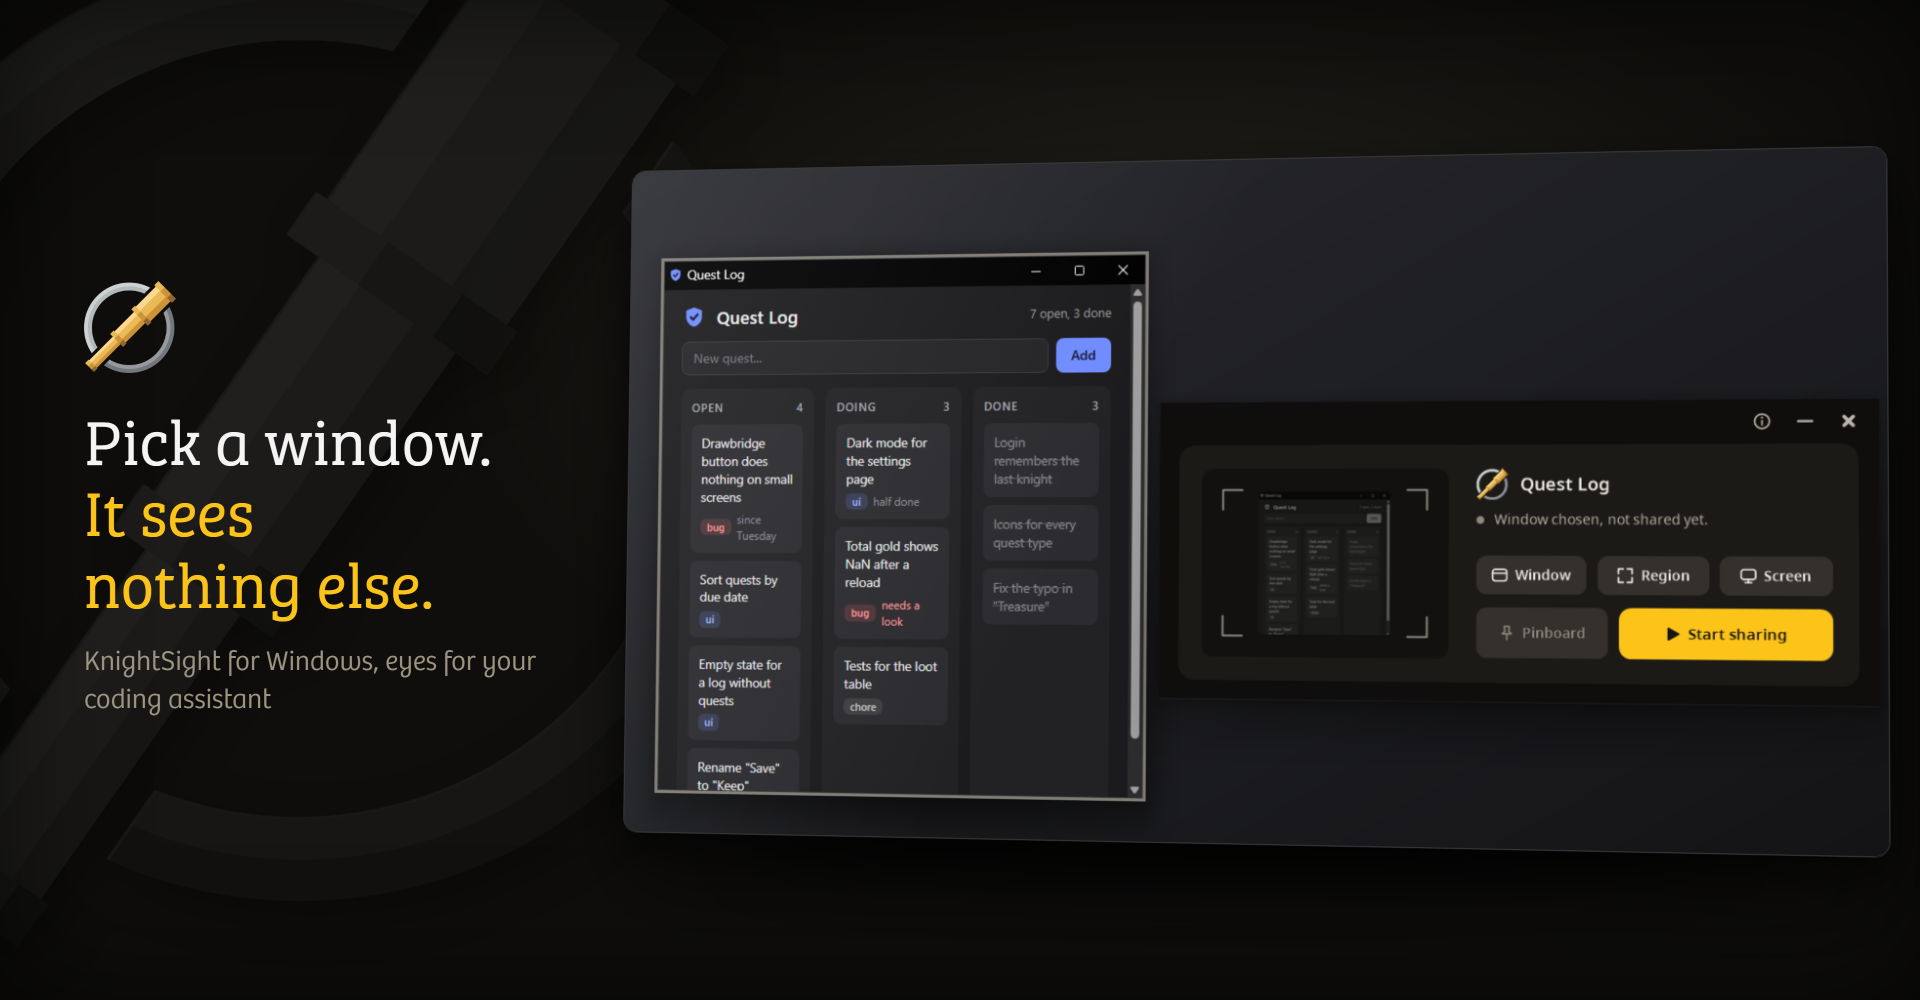 Pick a window.
It sees
nothing else.
KnightSight for Windows, eyes for your
coding assistant
Quest Log
Quest Log
7 open, 3 done
New quest...
Add
OPEN 4
Drawbridge
button does
nothing on small
screens
bug since
Tuesday
Sort quests by
due date
ui
Empty state for
a log without
quests
ui
Rename "Save"
to "Keep"
DOING 3
Dark mode for
the settings
page
ui half done
Total gold shows
NaN after a
reload
bug needs a
look
Tests for the loot
table
chore
DONE 3
Login
remembers the
last knight
Icons for every
quest type
Fix the typo in
"Treasure"
Quest Log
Window chosen, not shared yet.
Window
Region
Screen
Pinboard
Start sharing